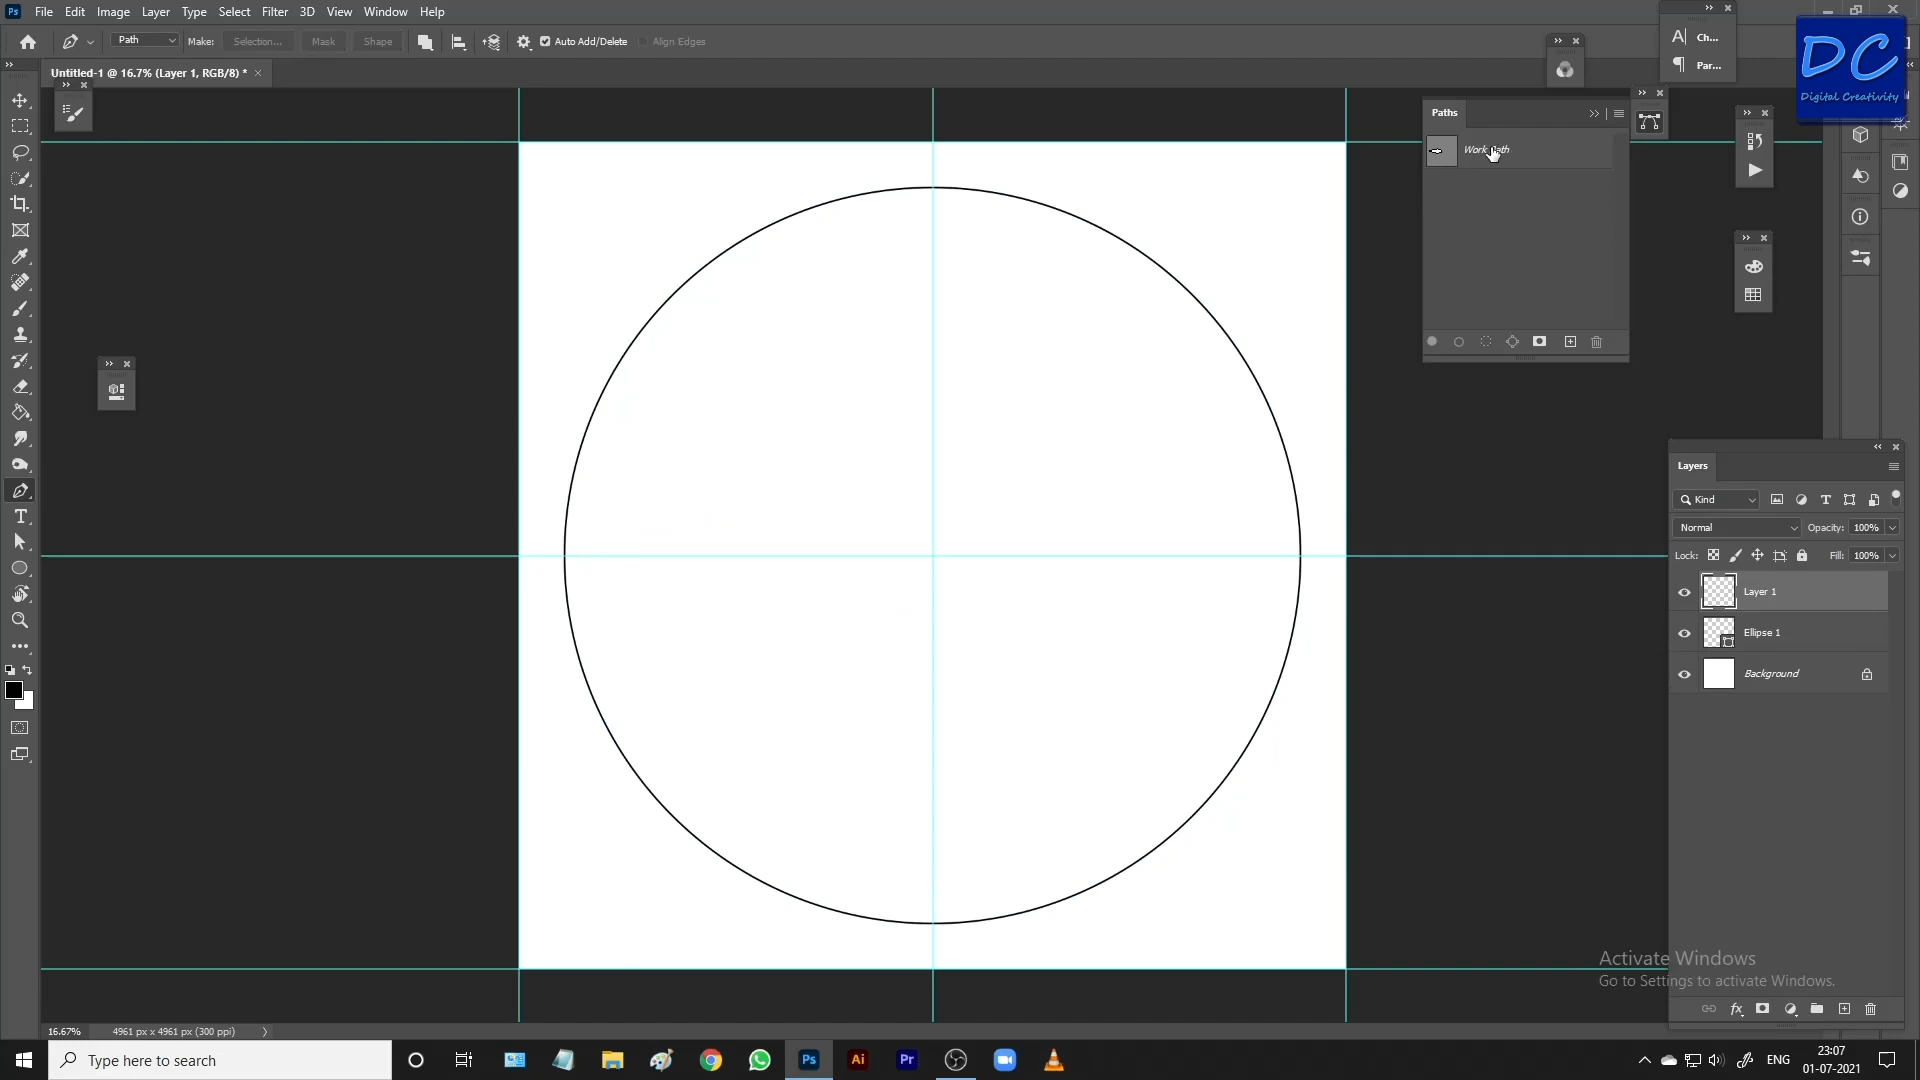 Ps File Edit Image Layer Type Select Filter 3D View Window Help
Path Make: Selection... Mask Shape Auto Add/Delete Align Edges
Untitled-1 @ 16.7% (Layer 1, RGB/8) *
Ch...
Par...
DC
Digital Creativity
Paths
Work Path
Layers
Kind
Normal Opacity: 100%
Lock: Fill: 100%
Layer 1
Ellipse 1
Background
Activate Windows
Go to Settings to activate Windows.
16.67% 4961 px x 4961 px (300 ppi)
Type here to search
Ps Ai Pr
ENG
23:07
01-07-2021